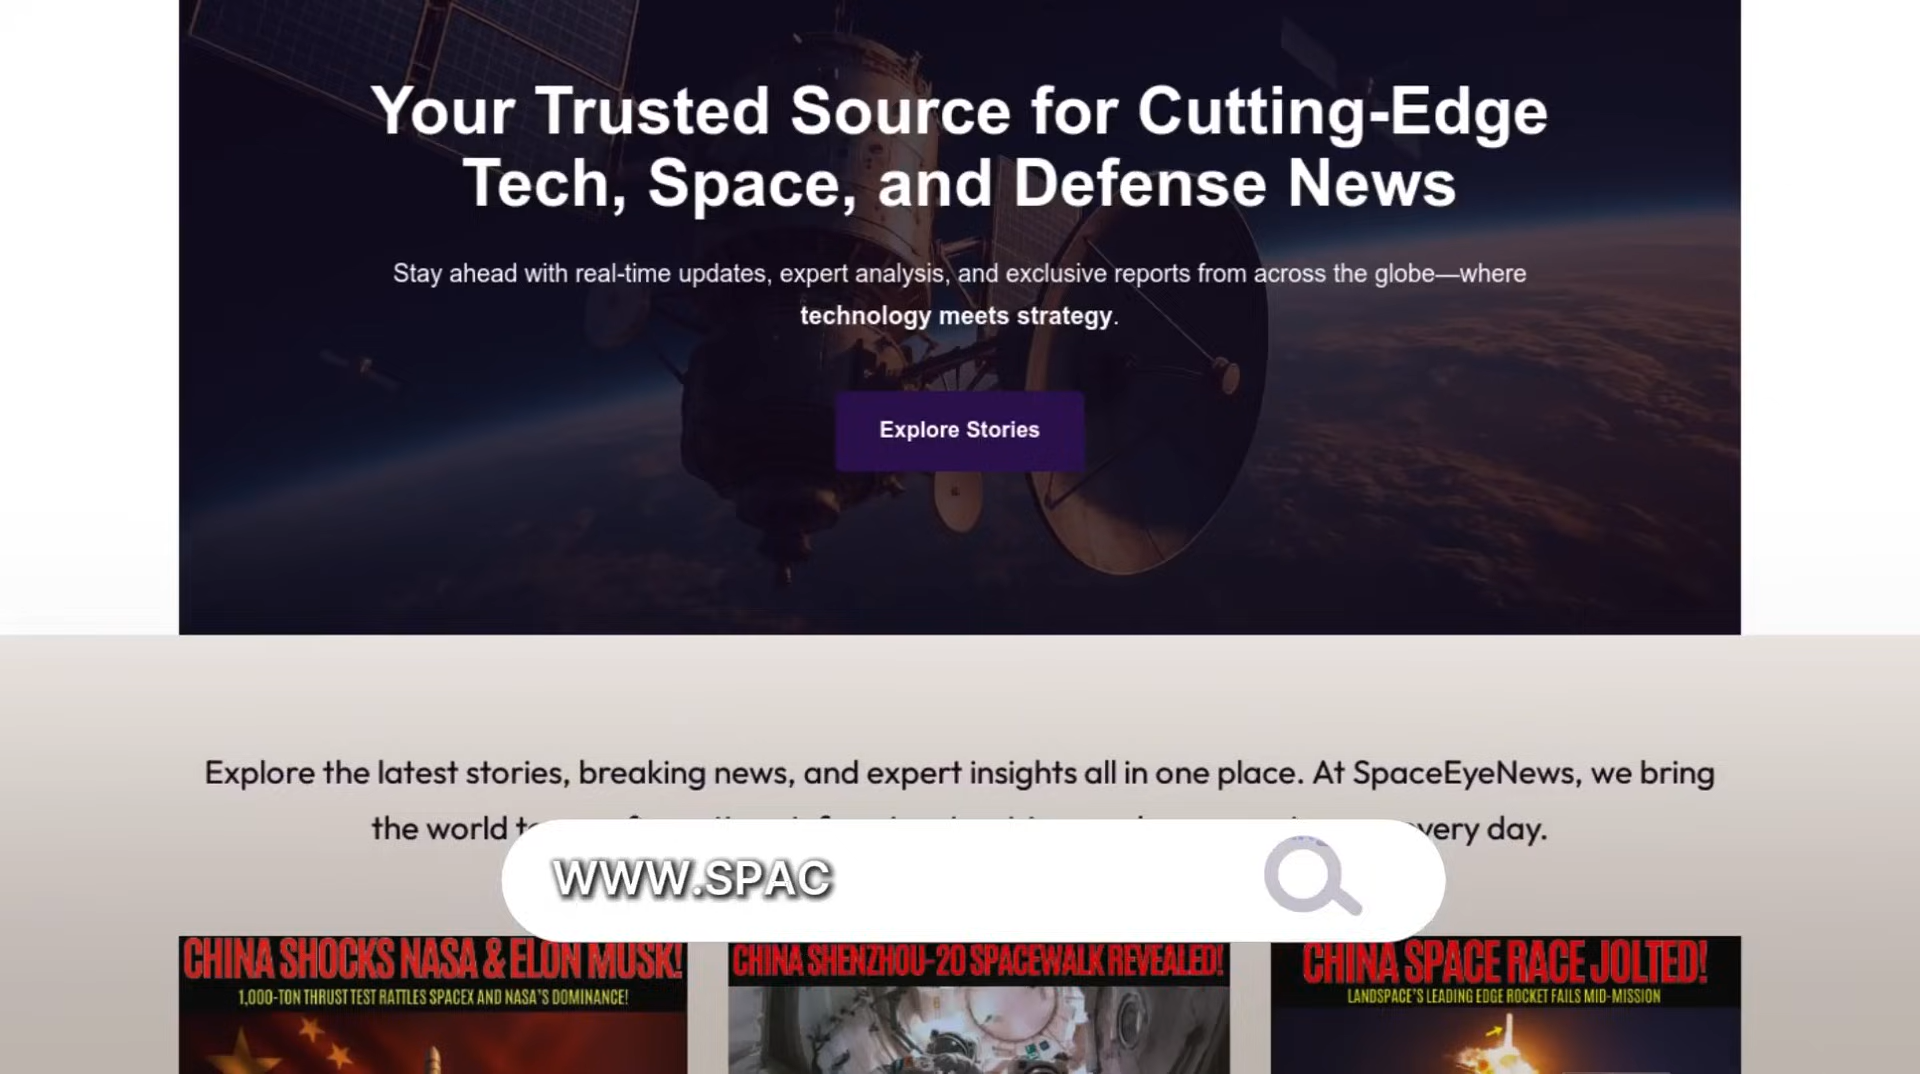 Your Trusted Source for Cutting-Edge
Tech, Space, and Defense News
Stay ahead with real-time updates, expert analysis, and exclusive reports from across the globe—where
technology meets strategy.
Explore Stories
Explore the latest stories, breaking news, and expert insights all in one place. At SpaceEyeNews, we bring
the world day.
WWW.SPAC
CHINA SHOCKS NASA & ELON MUSK!
1,000-TON THRUST TEST RATTLES SPACEX AND NASA'S DOMINANCE!
CHINA SHENZHOU-20 SPACEWALK REVEALED!
CHINA SPACE RACE JOLTED!
LANDSPACE'S LEADING EDGE ROCKET FAILS MID-MISSION